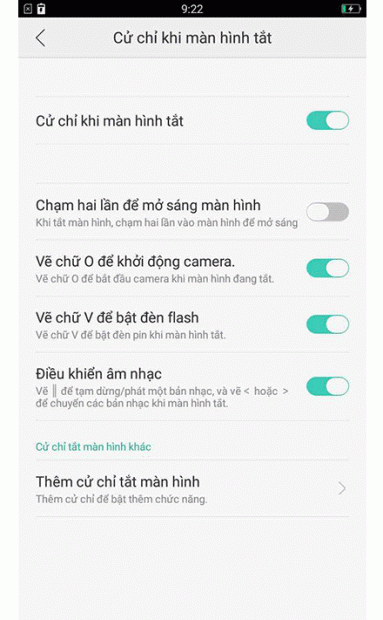 9:22
Cử chỉ khi màn hình tắt
Cử chỉ khi màn hình tắt
Chạm hai lần để mở sáng màn hình
Khi tắt màn hình, chạm hai lần vào màn hình để mở sáng
Vẽ chữ O để khởi động camera.
Vẽ chữ O để bắt đầu camera khi màn hình đang tắt.
Vẽ chữ V để bật đèn flash
Vẽ chữ V để bật đèn pin khi màn hình tắt.
Điều khiển âm nhạc
Vẽ || để tạm dừng/phát một bản nhạc, và vẽ < hoặc >
để chuyển các bản nhạc khi màn hình tắt.
Cử chỉ tắt màn hình khác
Thêm cử chỉ tắt màn hình
Thêm cử chỉ để bật thêm chức năng.